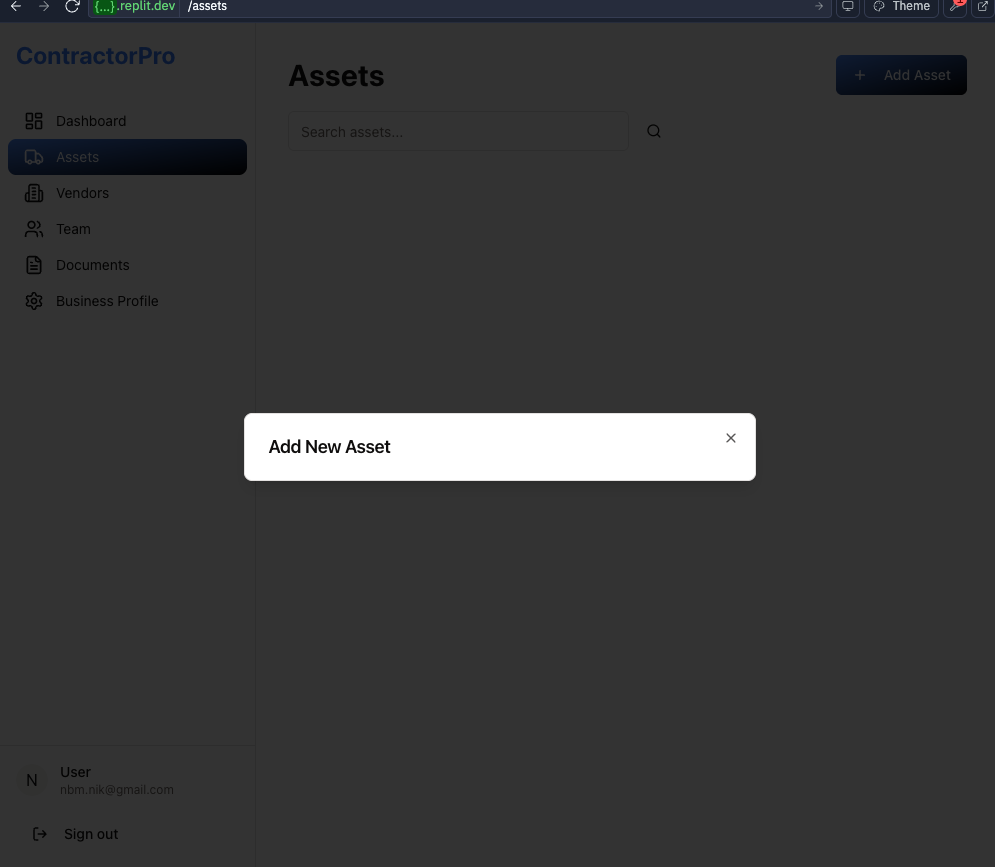 {...}.replit.dev /assets
Theme
ContractorPro
Assets
Add Asset
Dashboard
Search assets...
Assets
Vendors
Team
Documents
Business Profile
Add New Asset
N
User
nbm.nik@gmail.com
Sign out